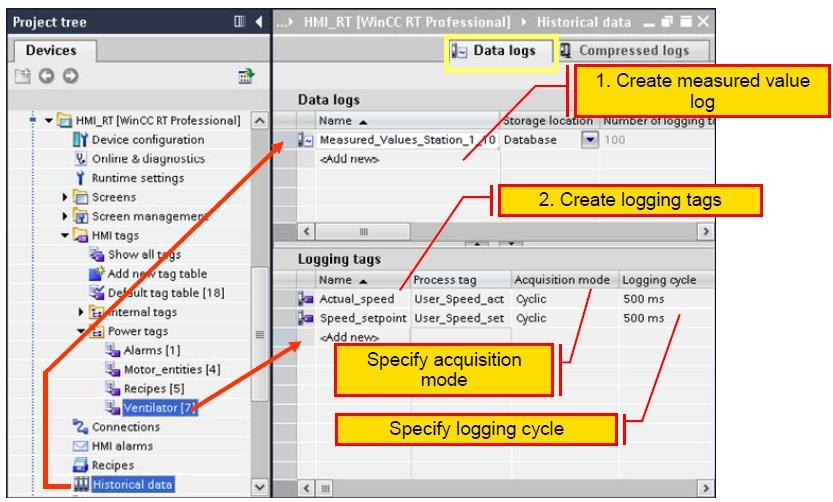 Project tree
...▸ HMI_RT [WinCC RT Professional] ▸ Historical data
Devices
Data logs
Compressed logs
1. Create measured value
log
Data logs
Name
Storage location
Number of logging ta
Measured_Values_Station_1_10
Database
100
<Add new>
2. Create logging tags
Logging tags
Name
Process tag
Acquisition mode
Logging cycle
Actual_speed
User_Speed_act
Cyclic
500 ms
Speed_setpoint
User_Speed_set
Cyclic
500 ms
<Add new>
Specify acquisition
mode
Specify logging cycle
HMI_RT [WinCC RT Professional]
Device configuration
Online & diagnostics
Runtime settings
Screens
Screen management
HMI tags
Show all tags
Add new tag table
Default tag table [18]
Internal tags
Power tags
Alarms [1]
Motor_entities [4]
Recipes [5]
Ventilator [7]
Connections
HMI alarms
Recipes
Historical data